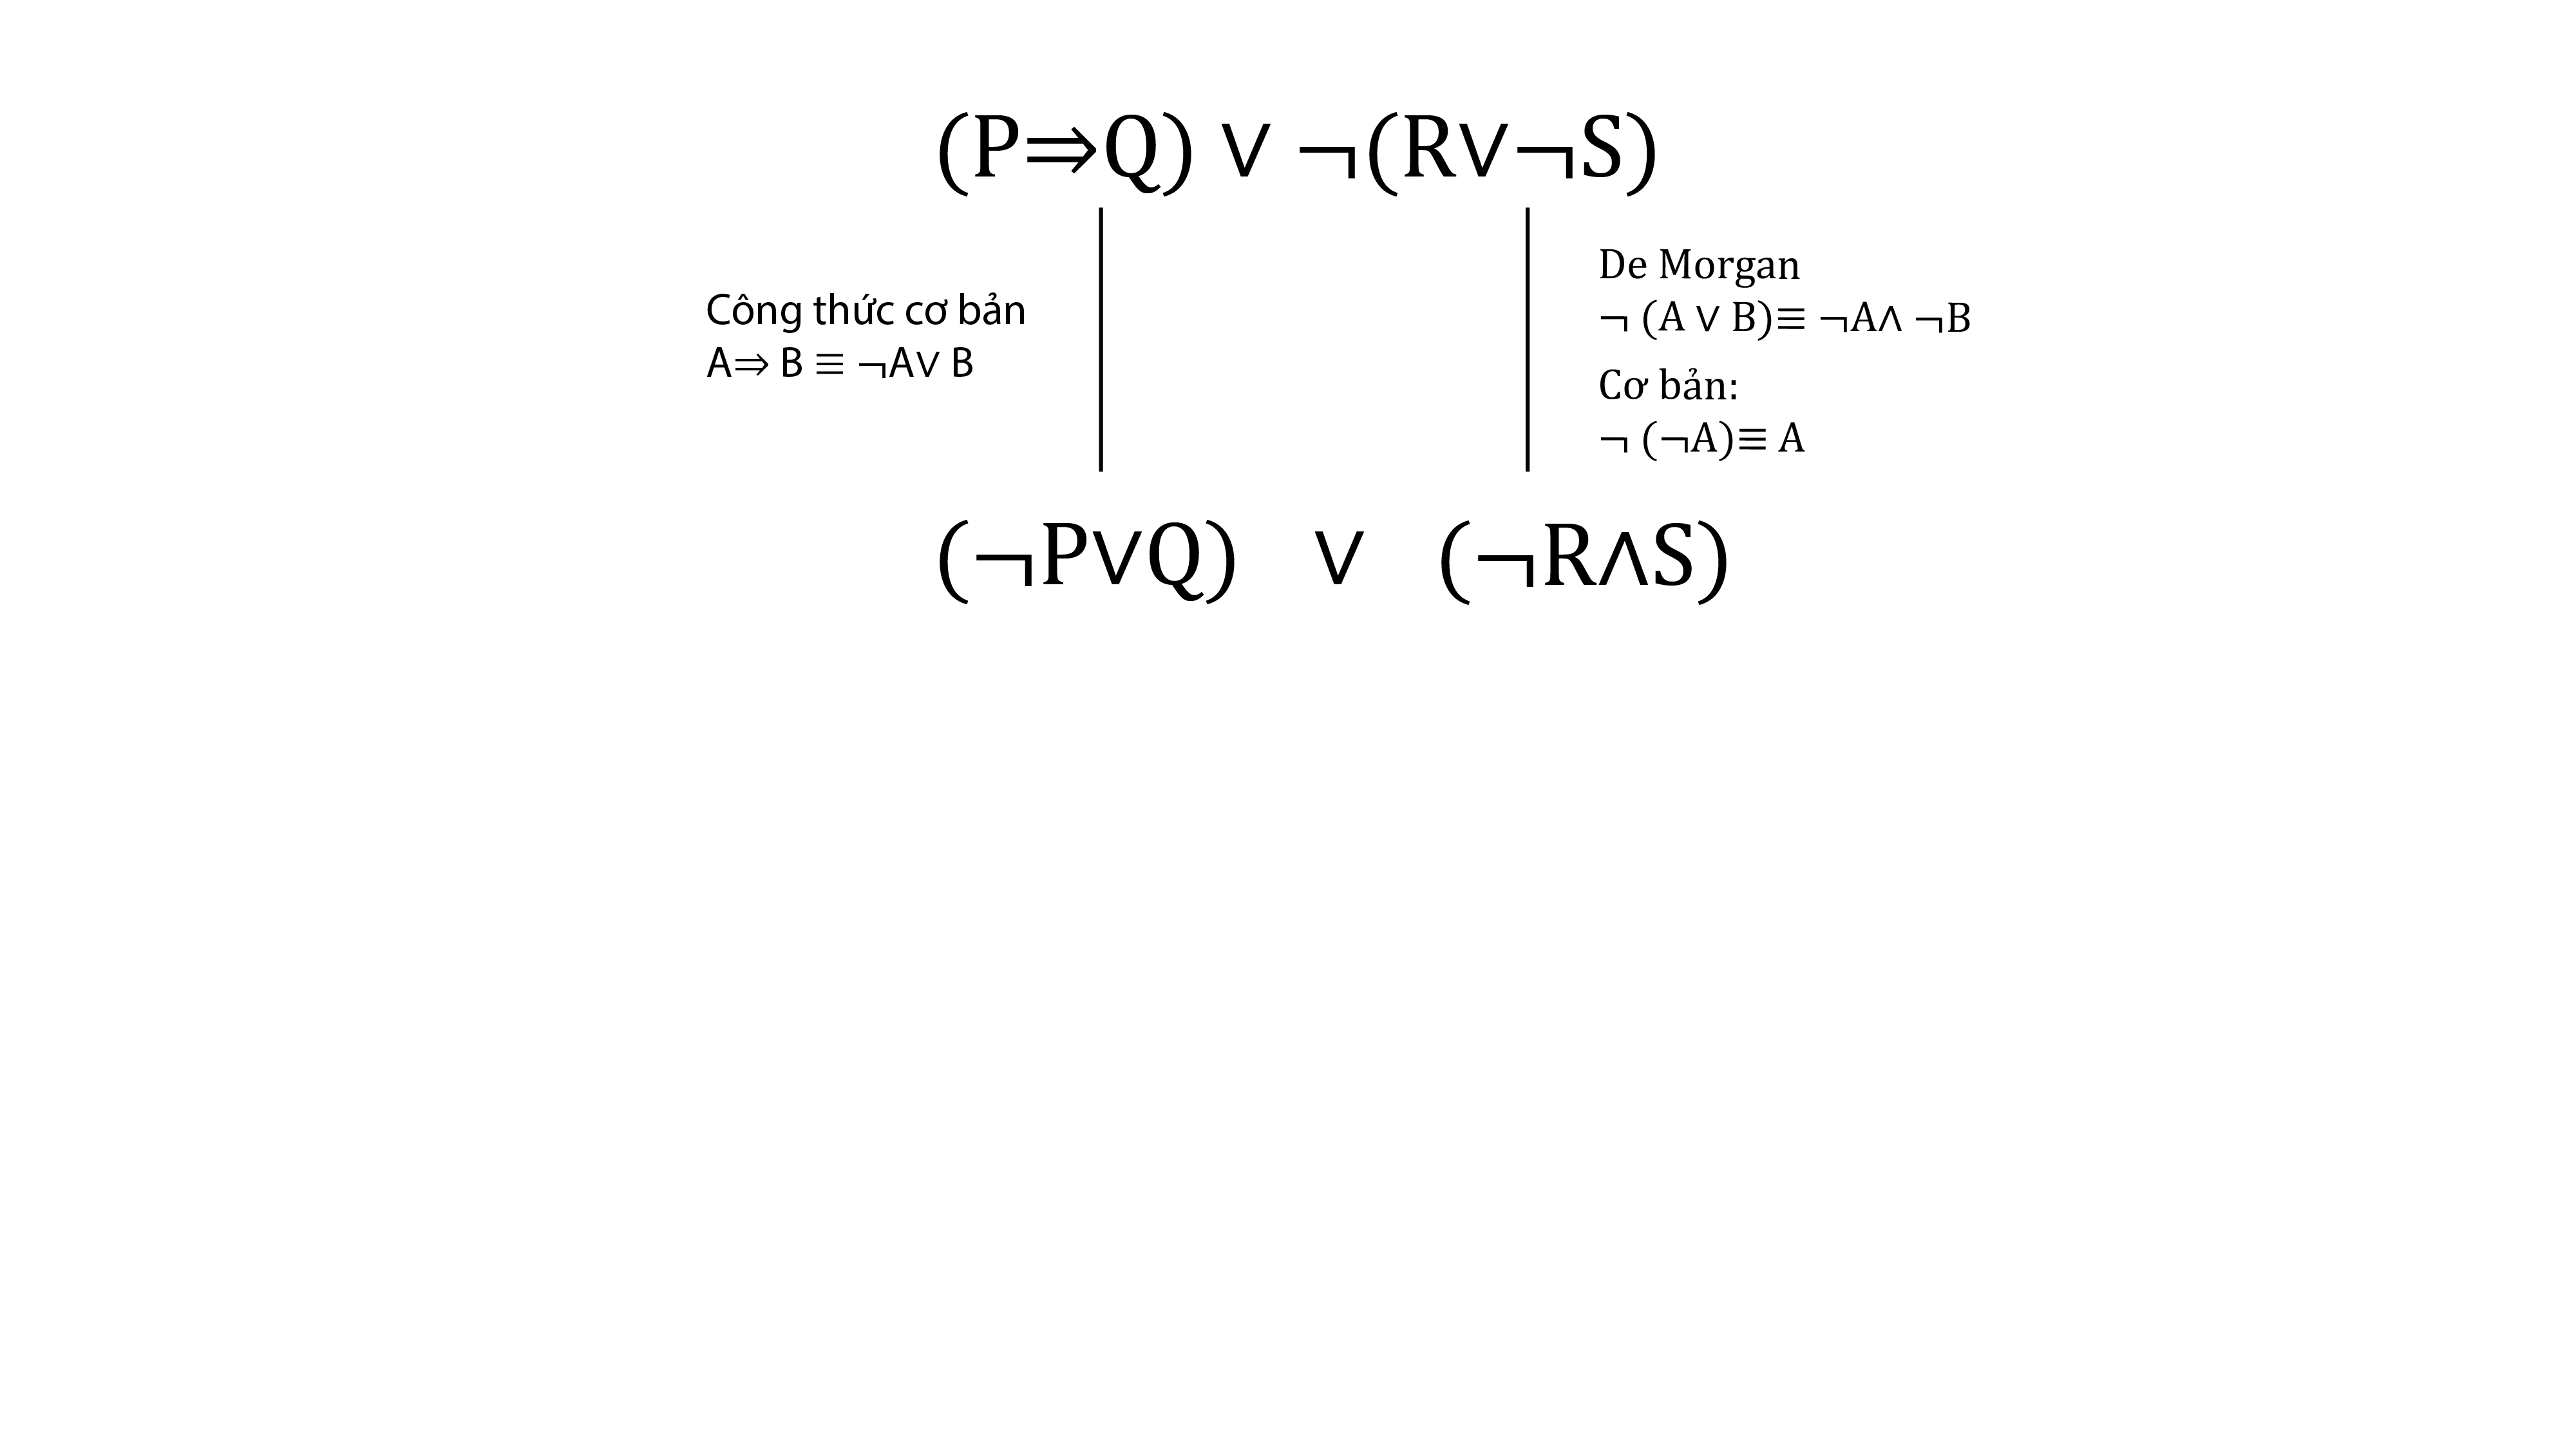 (P⇒Q) ∨ ¬(R∨¬S)
Công thức cơ bản
A⇒ B ≡ ¬A∨ B
De Morgan
¬ (A ∨ B)≡ ¬A∧ ¬B
Cơ bản:
¬ (¬A)≡ A
(¬P∨Q) ∨ (¬R∧S)